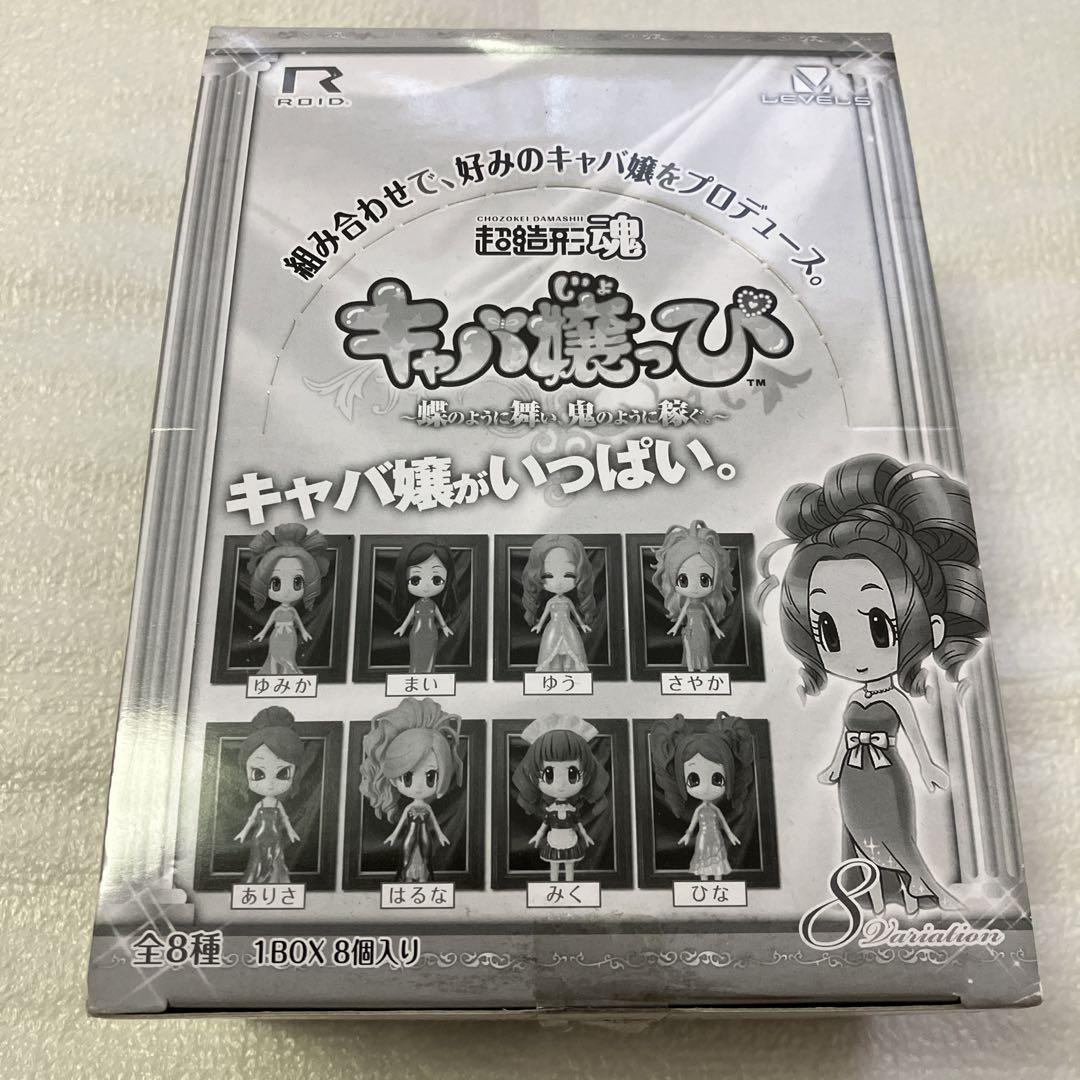 ROID
LEVEL5
組み合わせで、好みのキャバ嬢をプロデュース。
CHOZOKEI DAMASHII
超造形魂
じょ
キャバ嬢っぴ™
〜蝶のように舞い、鬼のように稼ぐ。〜
キャバ嬢がいっぱい。
ゆみか
まい
ゆう
さやか
ありさ
はるな
みく
ひな
全8種 1BOX 8個入り
8 Variation